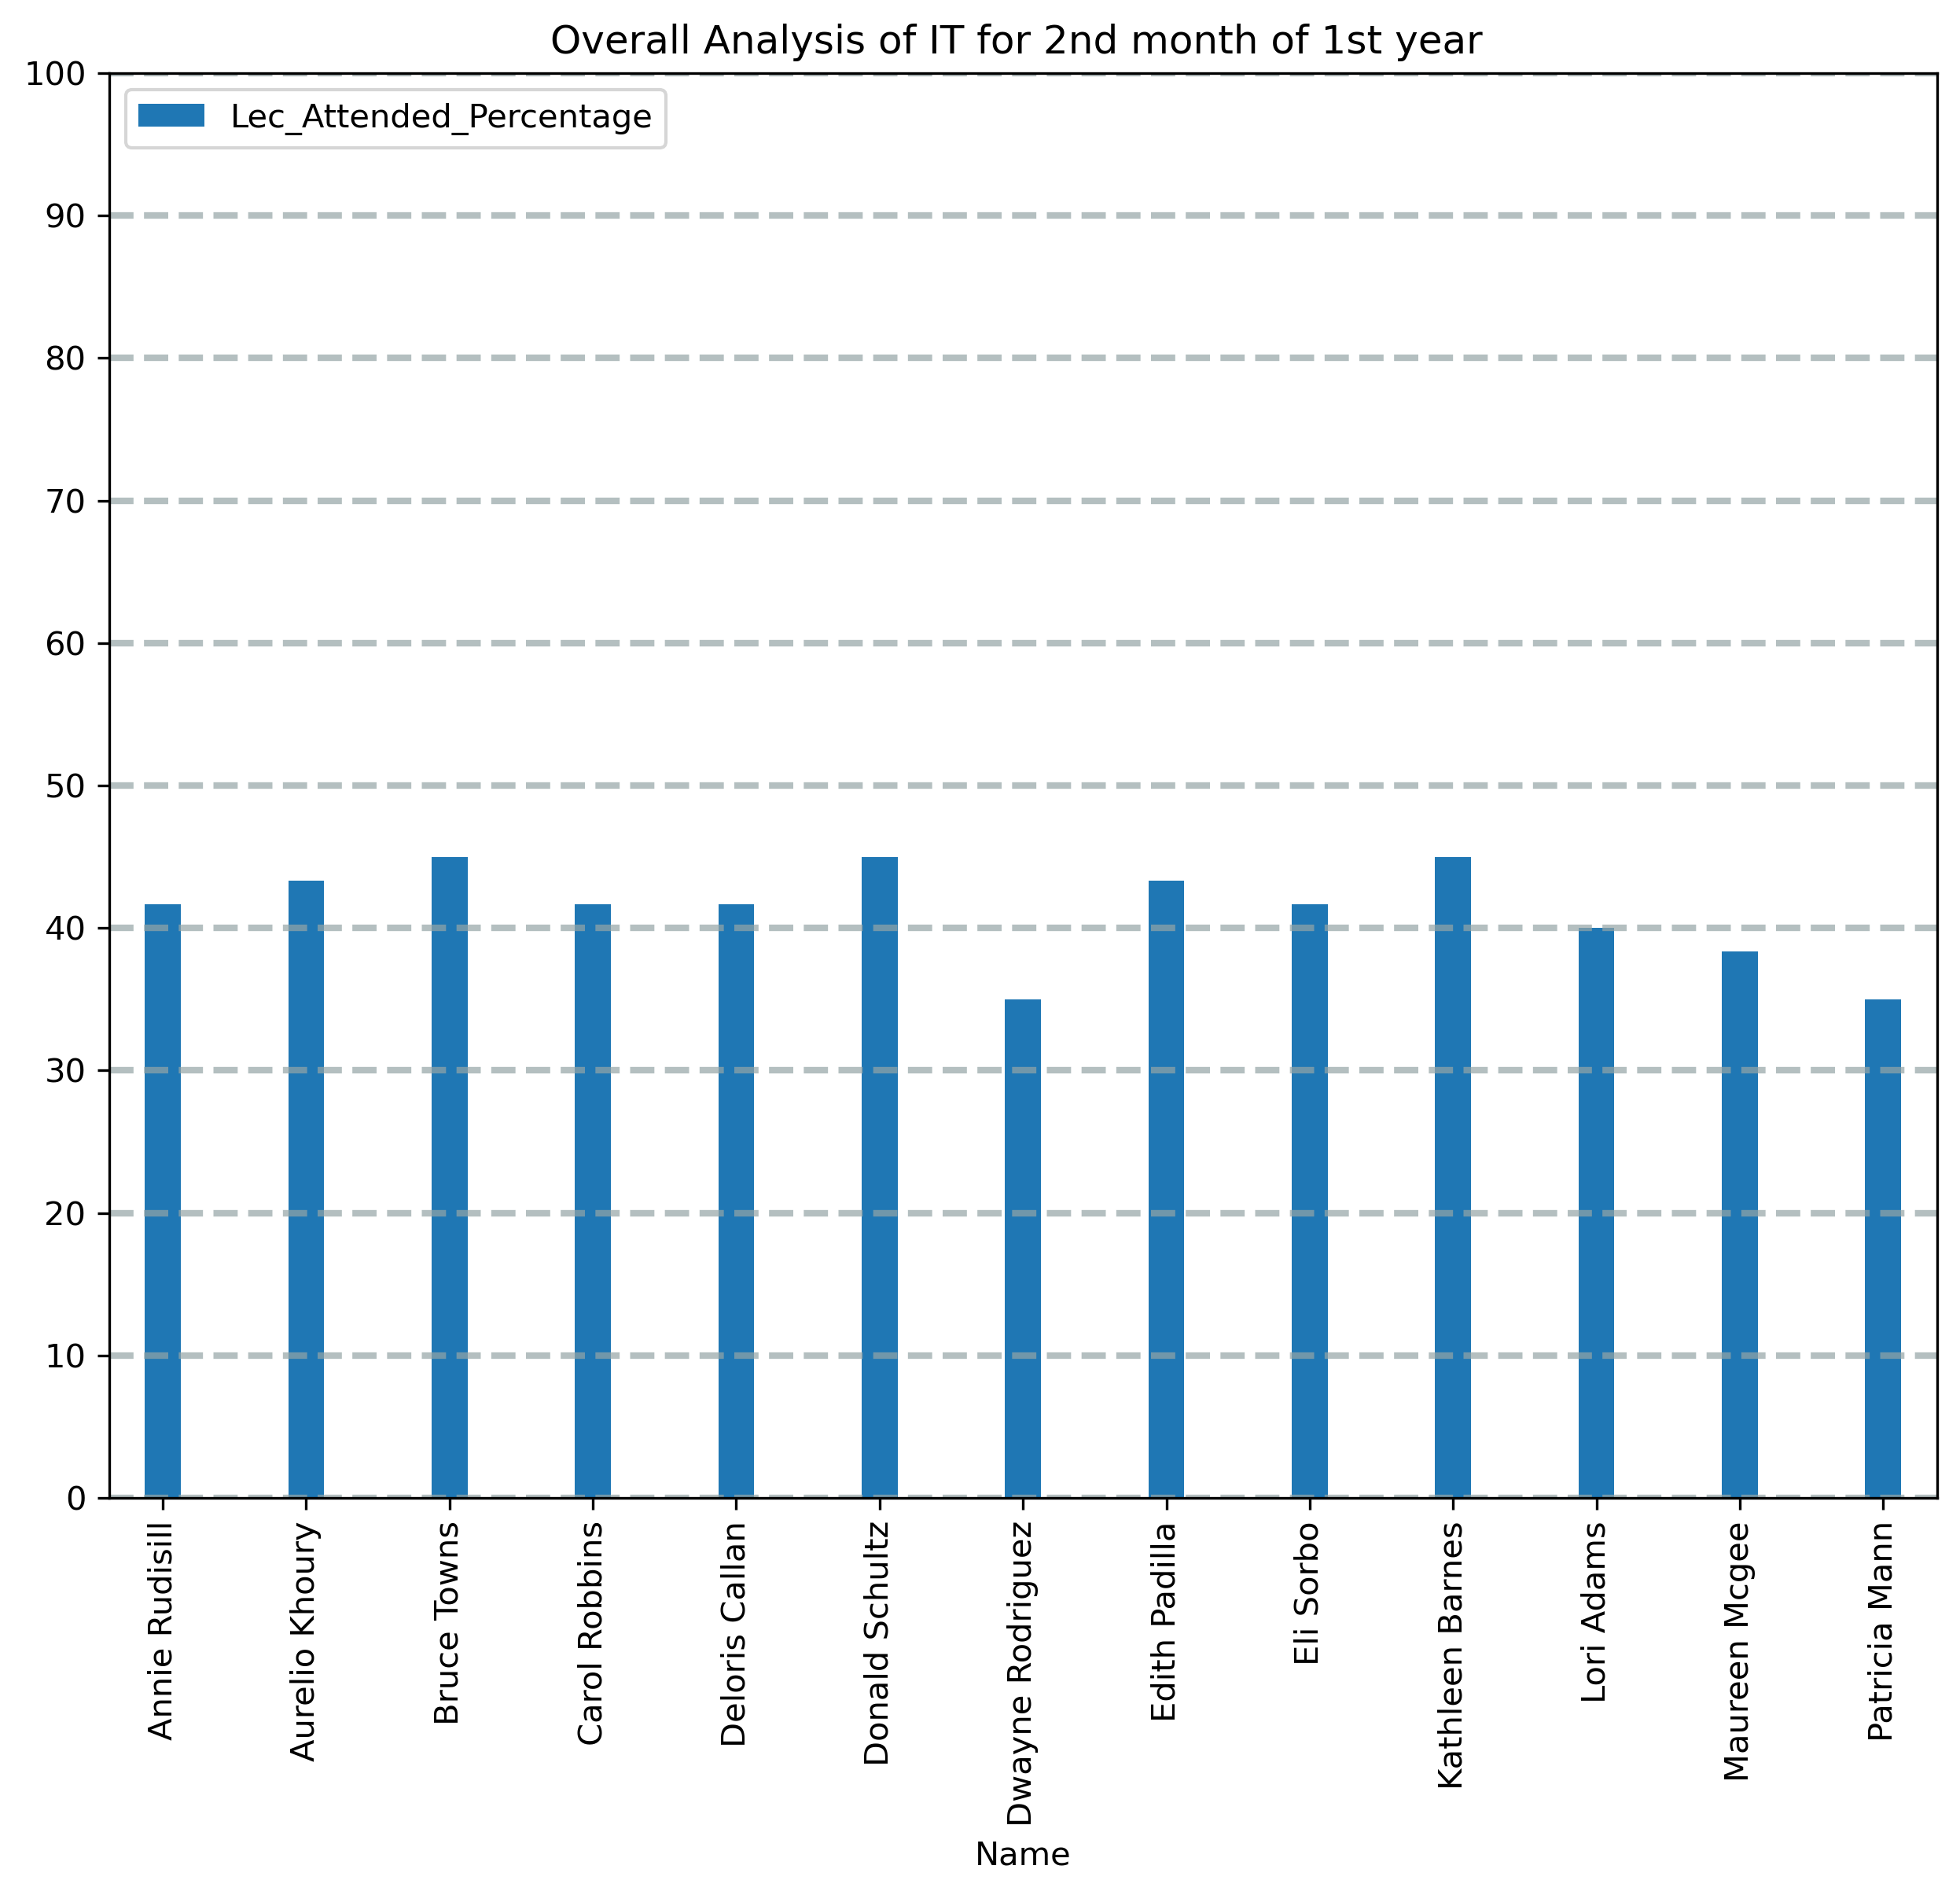 Overall Analysis of IT for 2nd month of 1st year
Lec_Attended_Percentage
100
90
80
70
60
50
40
30
20
10
0
Annie Rudisill
Aurelio Khoury
Bruce Towns
Carol Robbins
Deloris Callan
Donald Schultz
Dwayne Rodriguez
Edith Padilla
Eli Sorbo
Kathleen Barnes
Lori Adams
Maureen Mcgee
Patricia Mann
Name